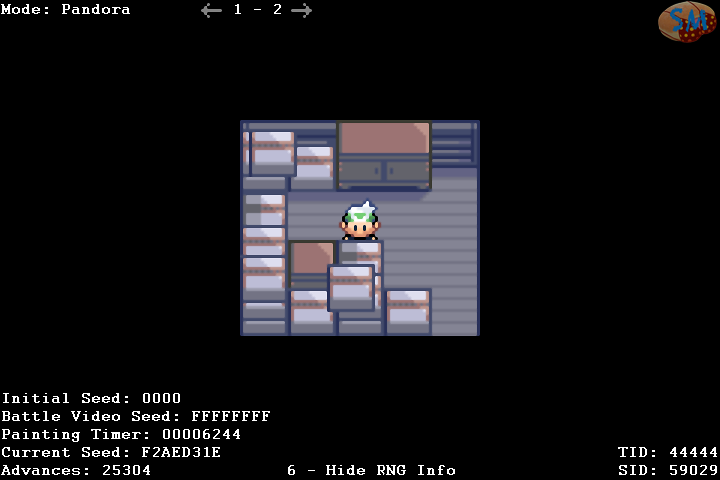 Mode: Pandora
1 - 2
SM
Initial Seed: 0000
Battle Video Seed: FFFFFFFF
Painting Timer: 00006244
Current Seed: F2AED31E
TID: 44444
Advances: 25304
6 - Hide RNG Info
SID: 59029